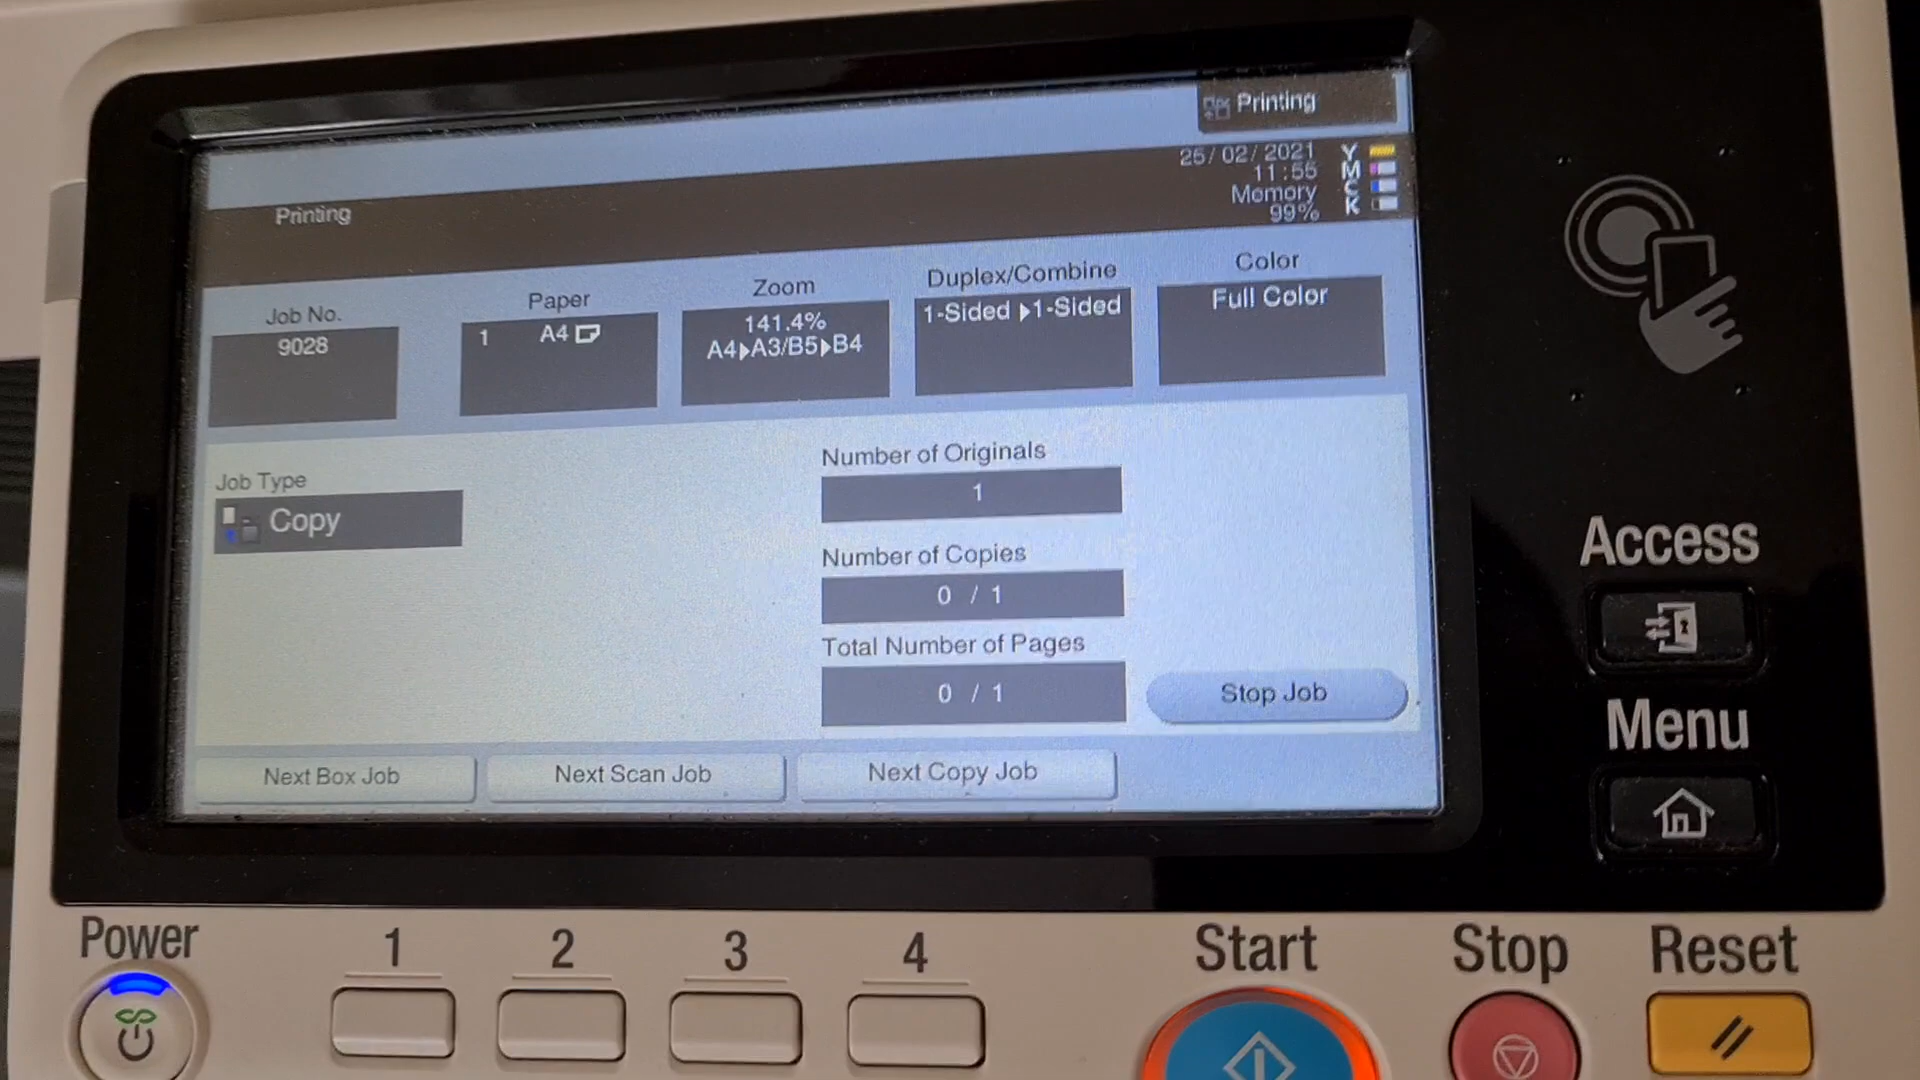 Printing
25/02/2021
11:55
Memory
99%
Y
M
C
K
Printing
Job No.
9028
Paper
1 A4
Zoom
141.4%
A4▶A3/B5▶B4
Duplex/Combine
1-Sided ▶1-Sided
Color
Full Color
Job Type
Copy
Number of Originals
1
Number of Copies
0 / 1
Total Number of Pages
0 / 1
Stop Job
Next Box Job
Next Scan Job
Next Copy Job
Access
Menu
Power
1
2
3
4
Start
Stop
Reset